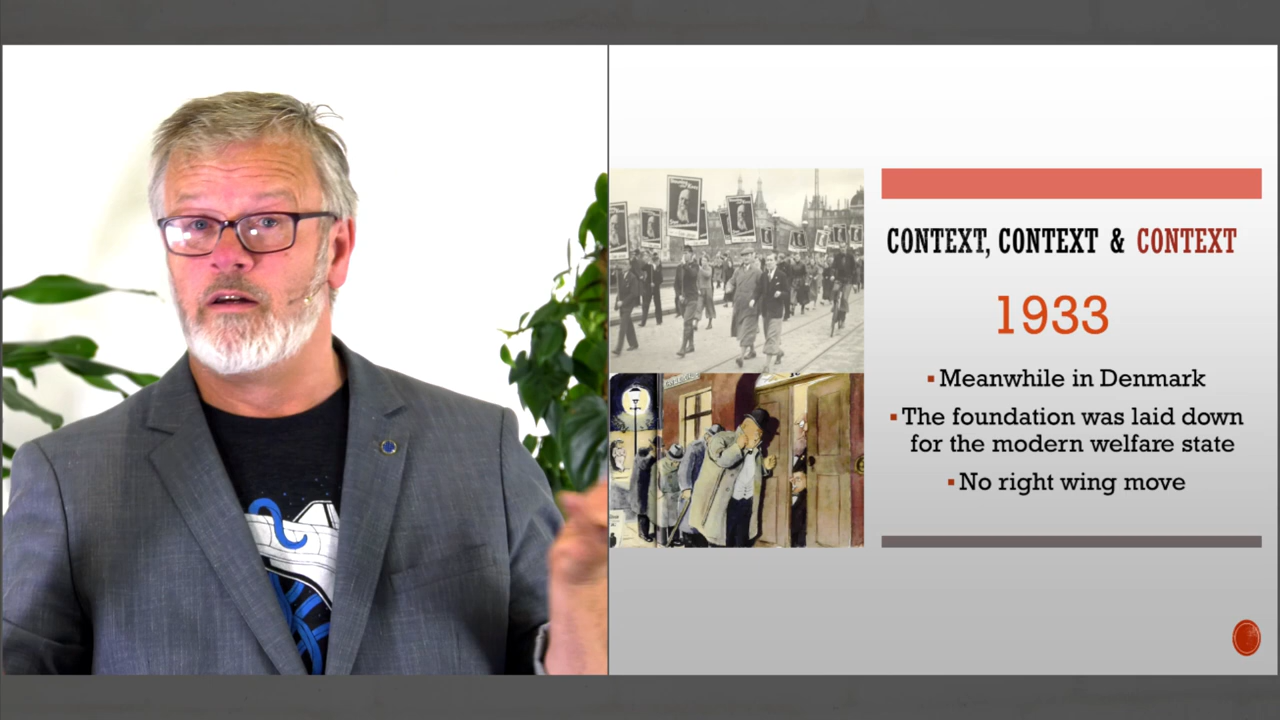 CONTEXT, CONTEXT & CONTEXT
1933
Meanwhile in Denmark
The foundation was laid down
for the modern welfare state
No right wing move